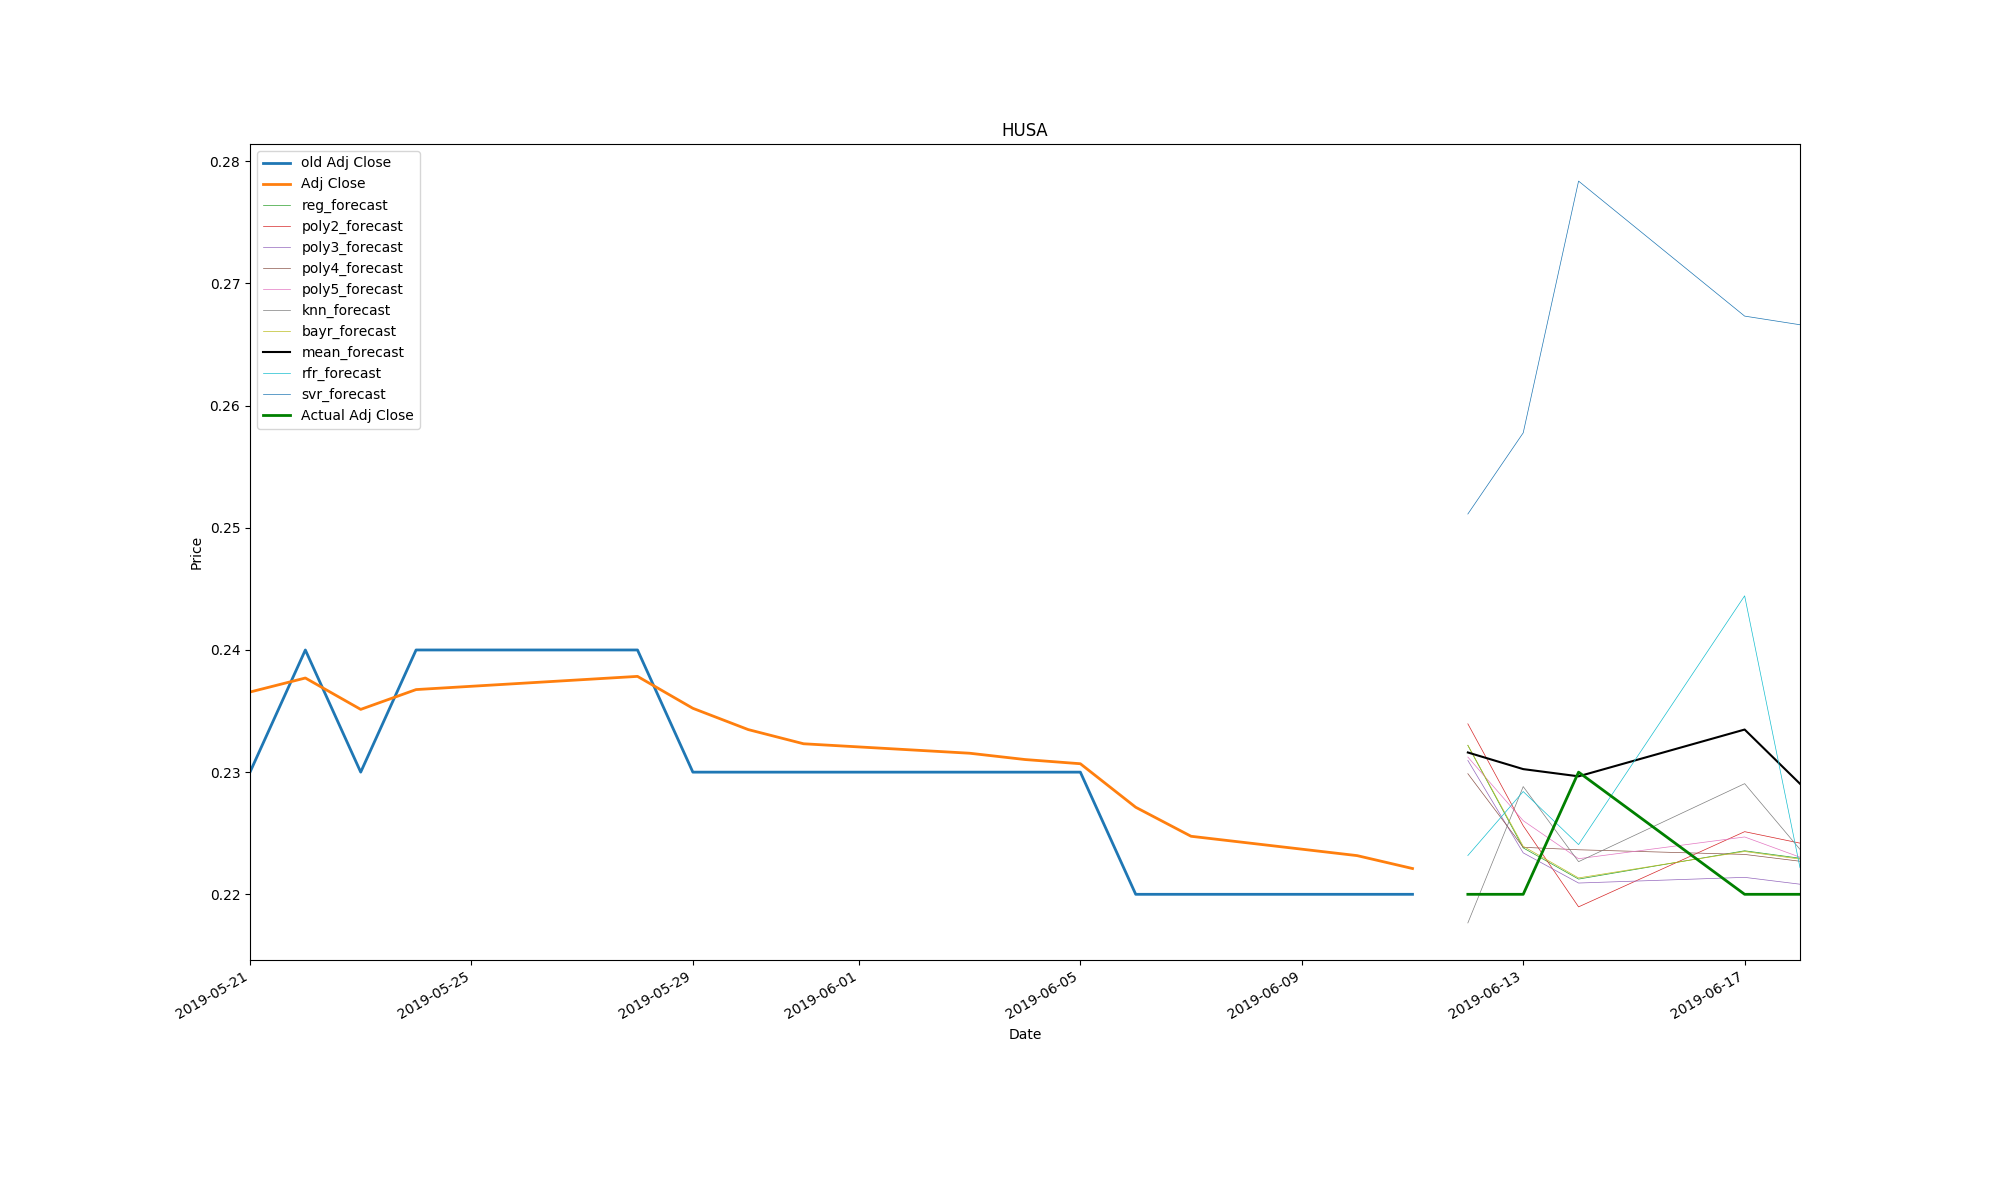 HUSA
0.28
0.27
0.26
0.25
0.24
0.23
0.22
Price
old Adj Close
Adj Close
reg_forecast
poly2_forecast
poly3_forecast
poly4_forecast
poly5_forecast
knn_forecast
bayr_forecast
mean_forecast
rfr_forecast
svr_forecast
Actual Adj Close
2019-05-21
2019-05-25
2019-05-29
2019-06-01
2019-06-05
2019-06-09
2019-06-13
2019-06-17
Date